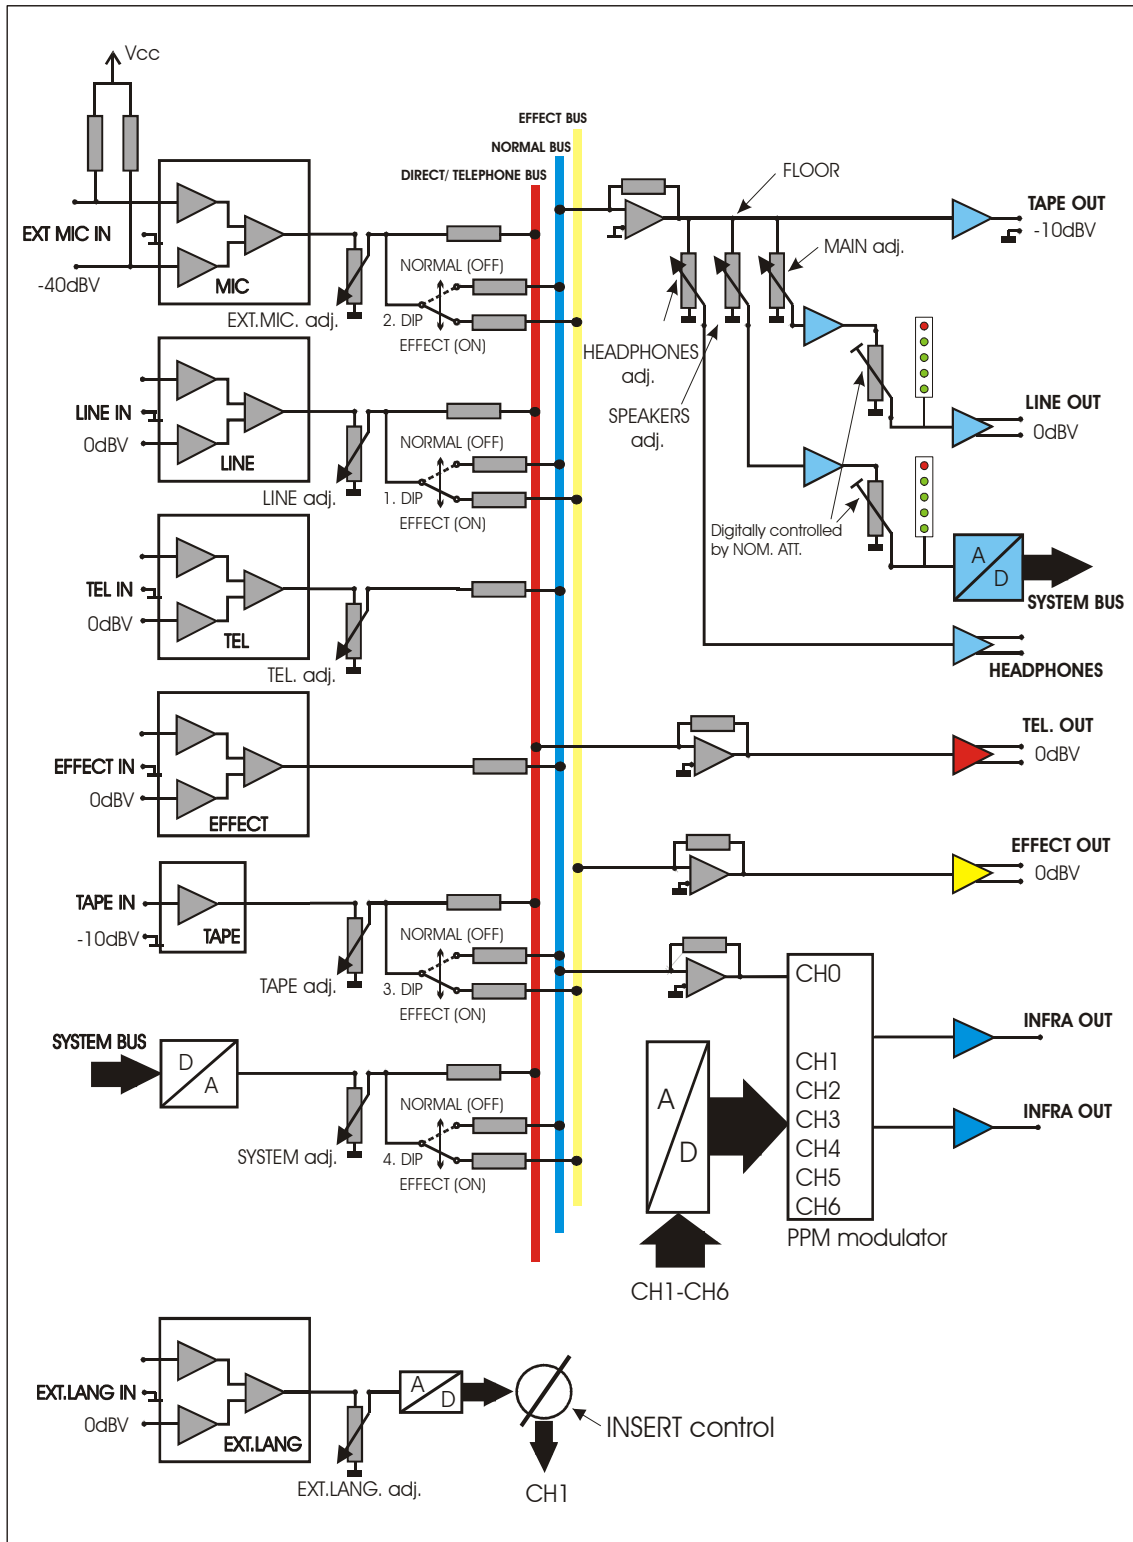 Vcc
EFFECT BUS
NORMAL BUS
DIRECT/ TELEPHONE BUS
EXT MIC IN
-40dBV
MIC
EXT.MIC. adj.
NORMAL (OFF)
2. DIP
EFFECT (ON)
LINE IN
0dBV
LINE
LINE adj.
NORMAL (OFF)
1. DIP
EFFECT (ON)
TEL IN
0dBV
TEL
TEL. adj.
EFFECT IN
0dBV
EFFECT
TAPE IN
-10dBV
TAPE
TAPE adj.
NORMAL (OFF)
3. DIP
EFFECT (ON)
SYSTEM BUS
D
A
SYSTEM adj.
NORMAL (OFF)
4. DIP
EFFECT (ON)
EXT.LANG IN
0dBV
EXT.LANG
EXT.LANG. adj.
A
D
INSERT control
CH1
FLOOR
TAPE OUT
-10dBV
MAIN adj.
HEADPHONES
adj.
SPEAKERS
adj.
LINE OUT
0dBV
Digitally controlled
by NOM. ATT.
A
D
SYSTEM BUS
HEADPHONES
TEL. OUT
0dBV
EFFECT OUT
0dBV
CH0
CH1
CH2
CH3
CH4
CH5
CH6
PPM modulator
INFRA OUT
INFRA OUT
A
D
CH1-CH6